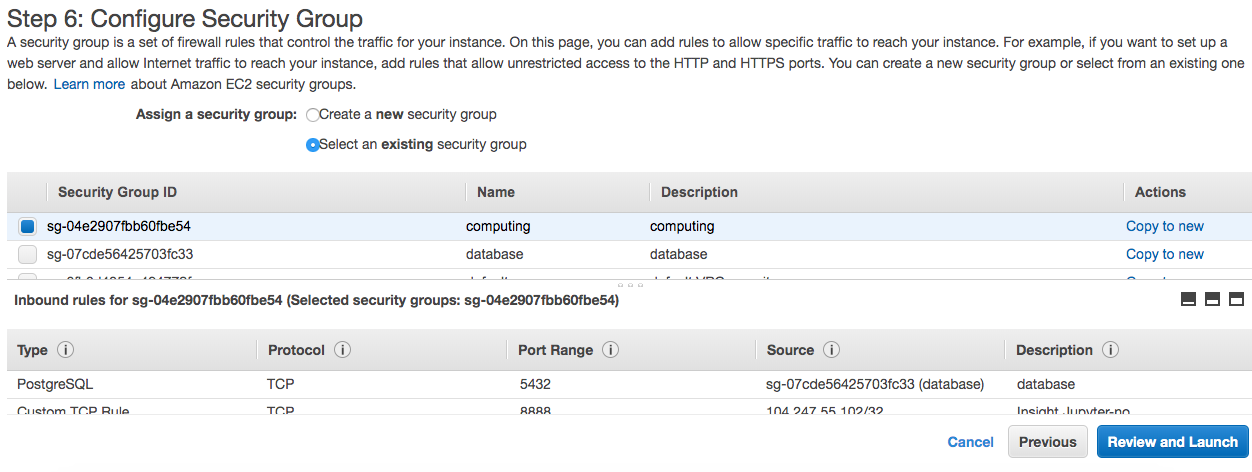 Step 6: Configure Security Group
A security group is a set of firewall rules that control the traffic for your instance. On this page, you can add rules to allow specific traffic to reach your instance. For example, if you want to set up a
web server and allow Internet traffic to reach your instance, add rules that allow unrestricted access to the HTTP and HTTPS ports. You can create a new security group or select from an existing one
below. Learn more about Amazon EC2 security groups.
Assign a security group: Create a new security group
Select an existing security group
Security Group ID Name Description Actions
sg-04e2907fbb60fbe54 computing computing Copy to new
sg-07cde56425703fc33 database database Copy to new
Inbound rules for sg-04e2907fbb60fbe54 (Selected security groups: sg-04e2907fbb60fbe54)
Type Protocol Port Range Source Description
PostgreSQL TCP 5432 sg-07cde56425703fc33 (database) database
Custom TCP Rule TCP 8888 104.247.55.102/32 Insight Jupyter-no
Cancel Previous Review and Launch